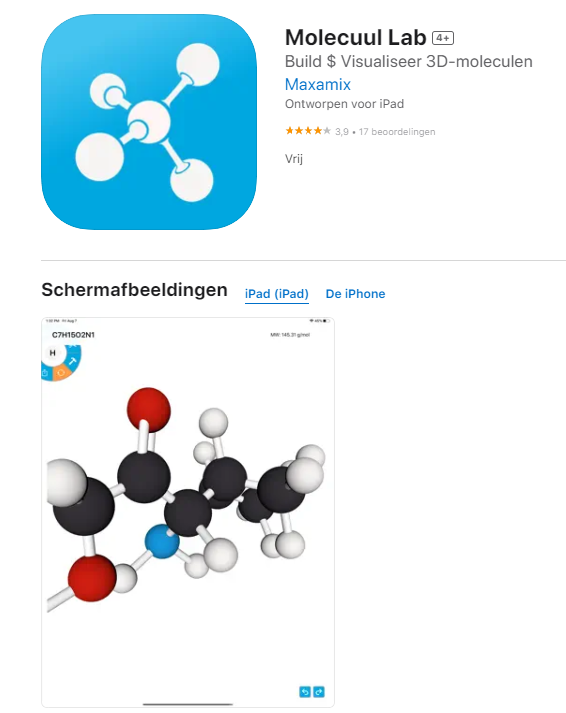 Molecuul Lab 4+
Build $ Visualiseer 3D-moleculen
Maxamix
Ontworpen voor iPad
3,9 • 17 beoordelingen
Vrij
Schermafbeeldingen iPad (iPad) De iPhone
C7H15O2N1
MW: 145.21 g/mol
H